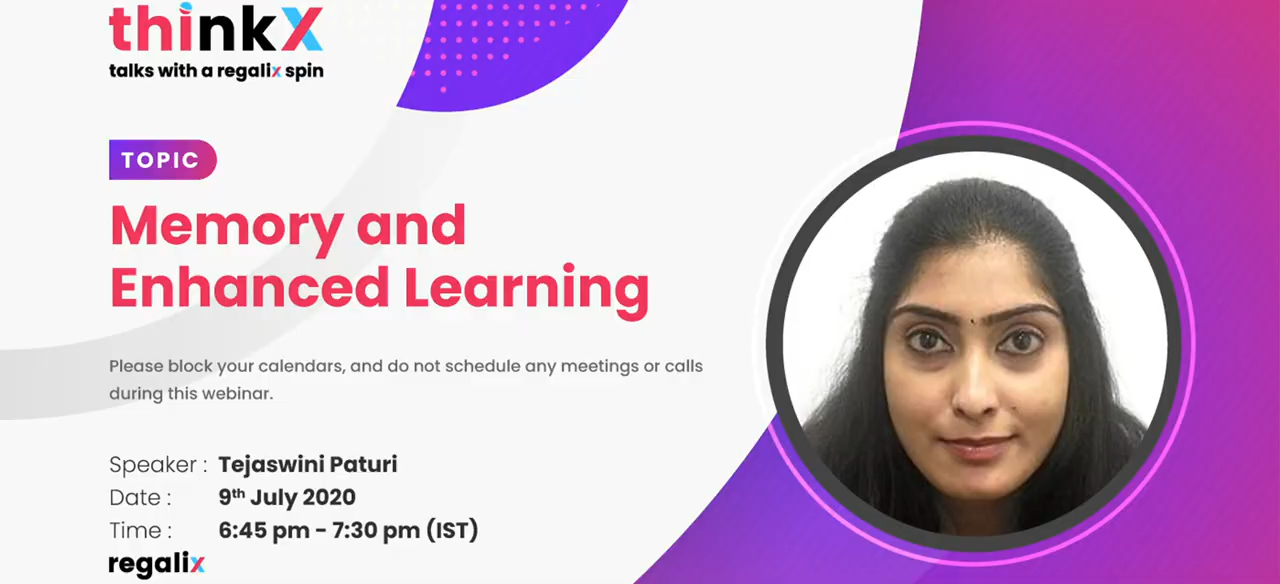 thinkX
talks with a regalix spin
TOPIC
Memory and
Enhanced Learning
Please block your calendars, and do not schedule any meetings or calls
during this webinar.
Speaker : Tejaswini Paturi
Date : 9th July 2020
Time : 6:45 pm - 7:30 pm (IST)
regalix